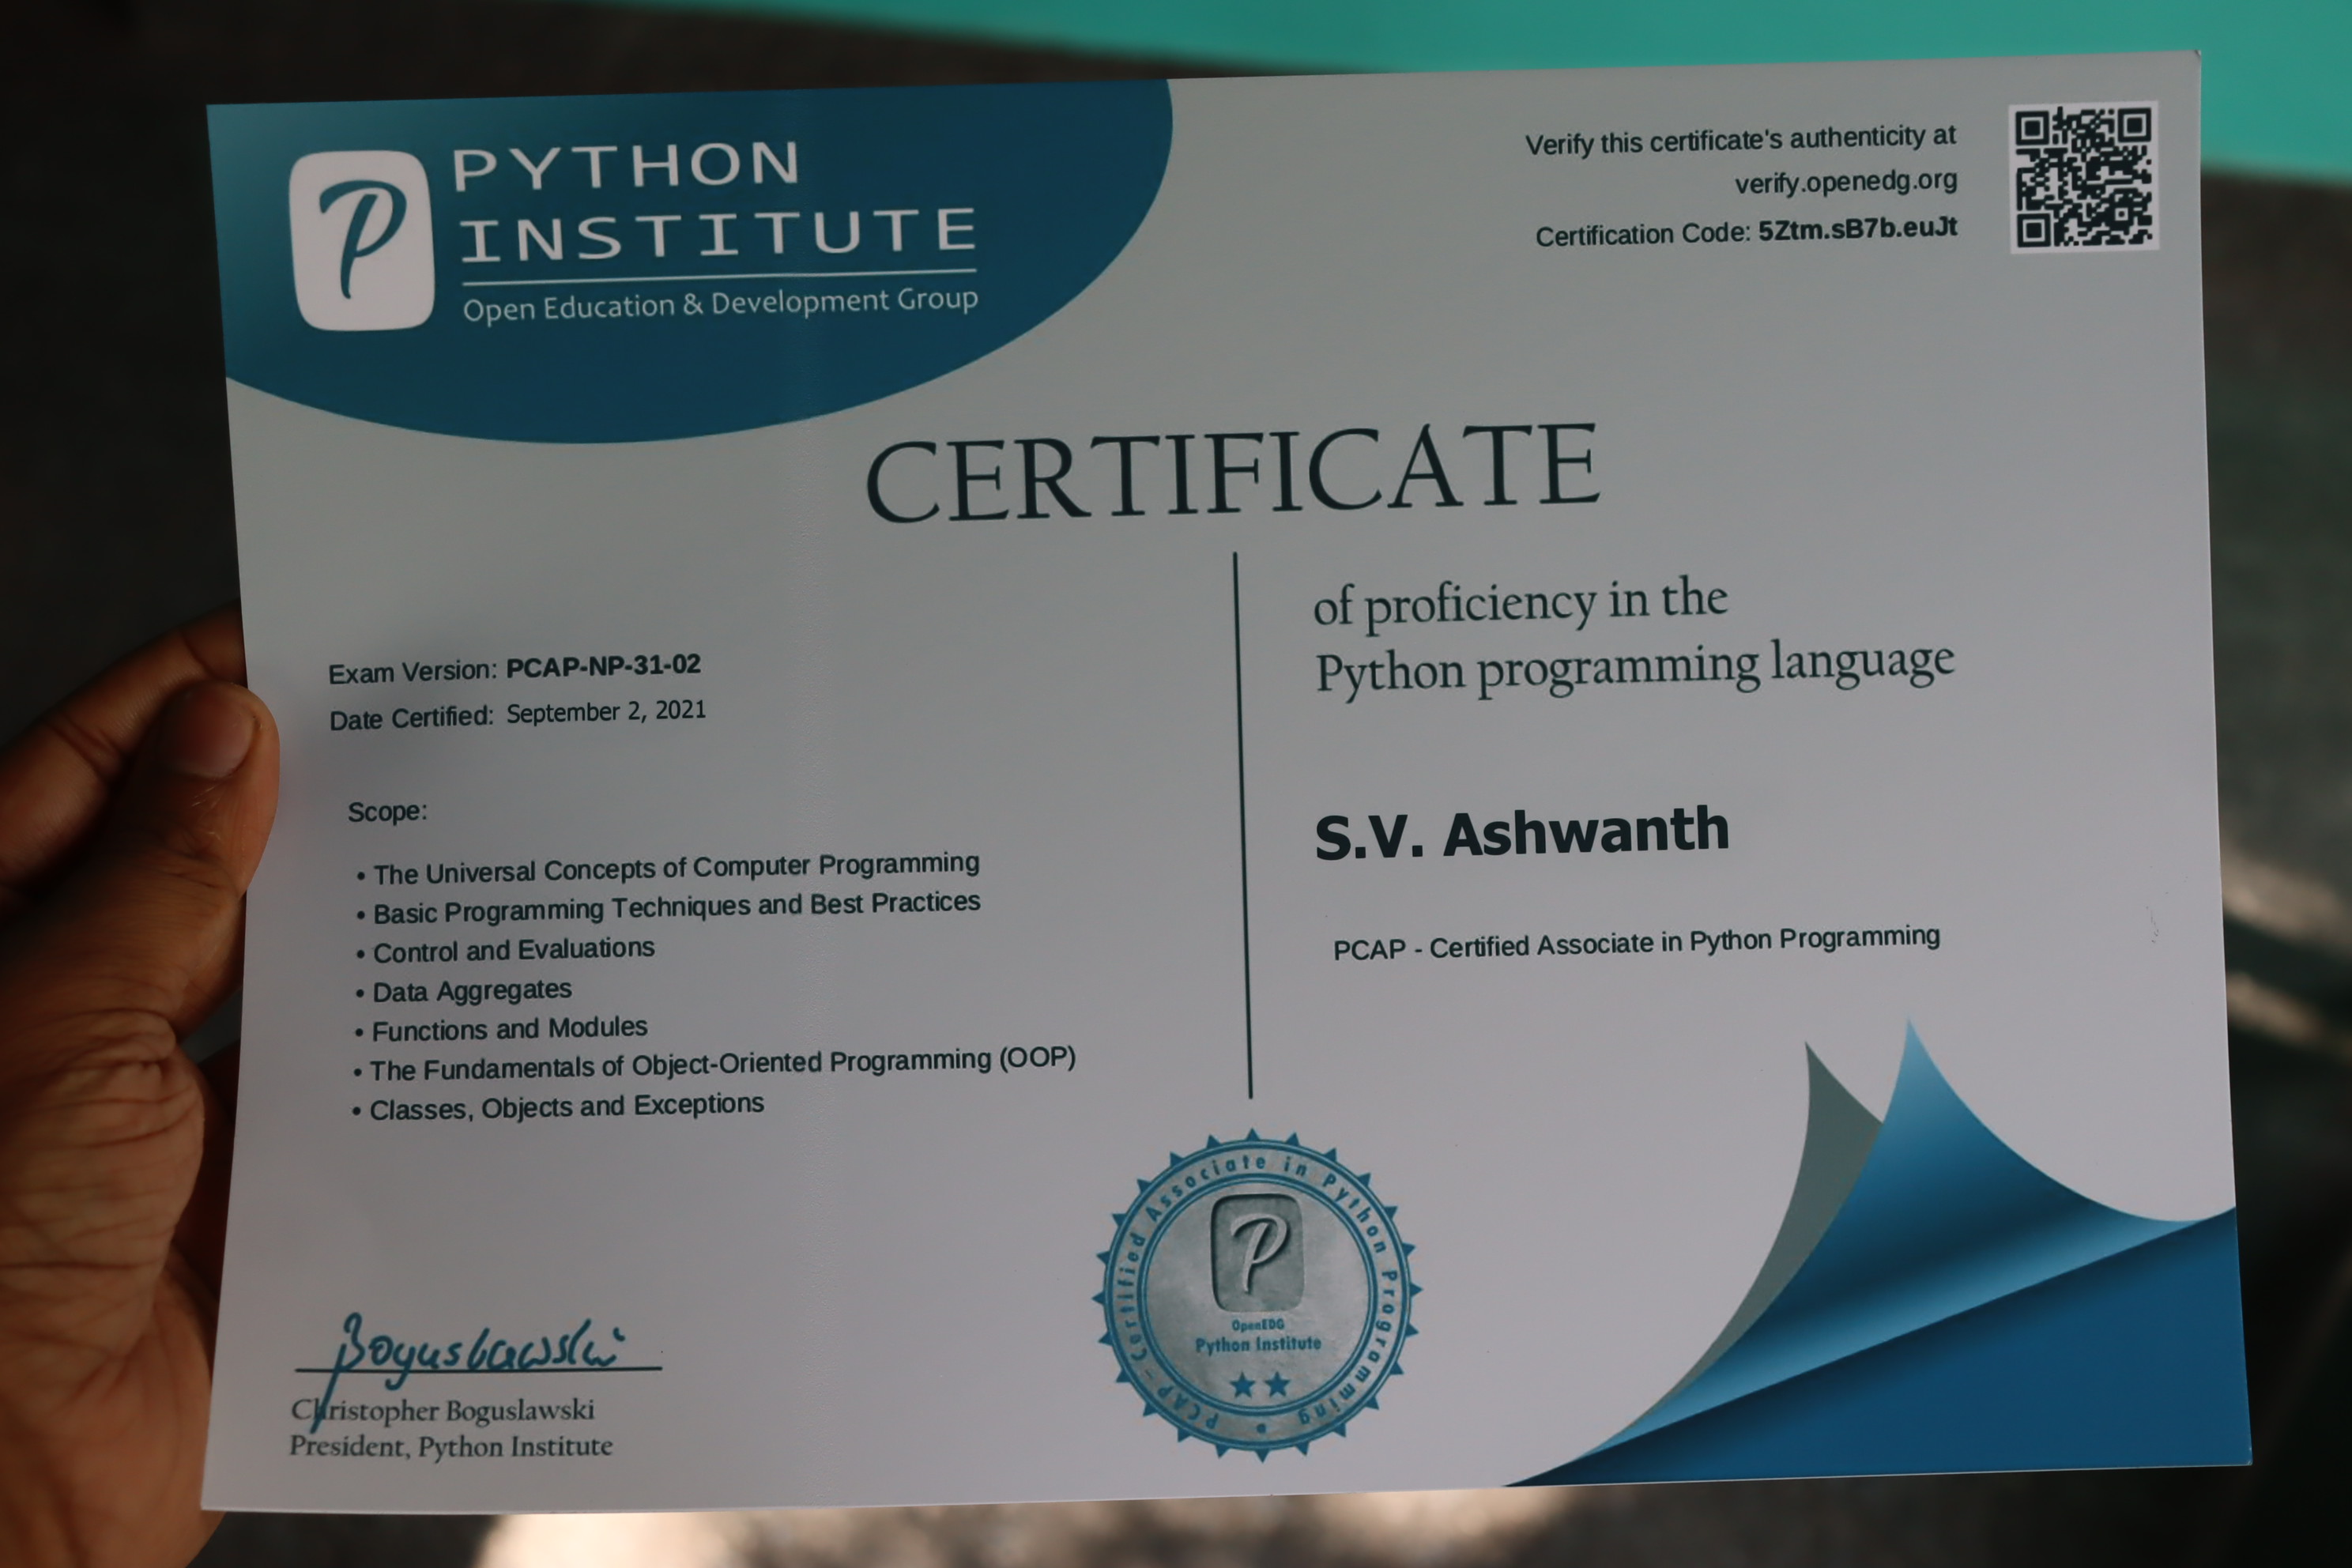 PYTHON
INSTITUTE
Open Education & Development Group
Verify this certificate's authenticity at
verify.openedg.org
Certification Code: 5Ztm.sB7b.euJt
CERTIFICATE
of proficiency in the
Python programming language
Exam Version: PCAP-NP-31-02
Date Certified: September 2, 2021
Scope:
• The Universal Concepts of Computer Programming
• Basic Programming Techniques and Best Practices
• Control and Evaluations
• Data Aggregates
• Functions and Modules
• The Fundamentals of Object-Oriented Programming (OOP)
• Classes, Objects and Exceptions
S.V. Ashwanth
PCAP - Certified Associate in Python Programming
Boguslawski
Christopher Boguslawski
President, Python Institute
PCAP - Certified Associate in Python Programming •
P
OpenEDG
Python Institute